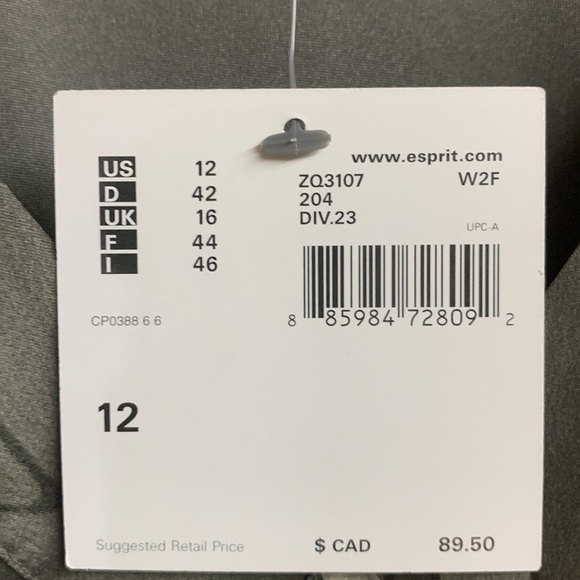 www.esprit.com
US 12
D 42
UK 16
F 44
I 46
ZQ3107 W2F
204
DIV.23
UPC-A
8 85984 72809 2
CP0388 6 6
12
Suggested Retail Price $ CAD 89.50